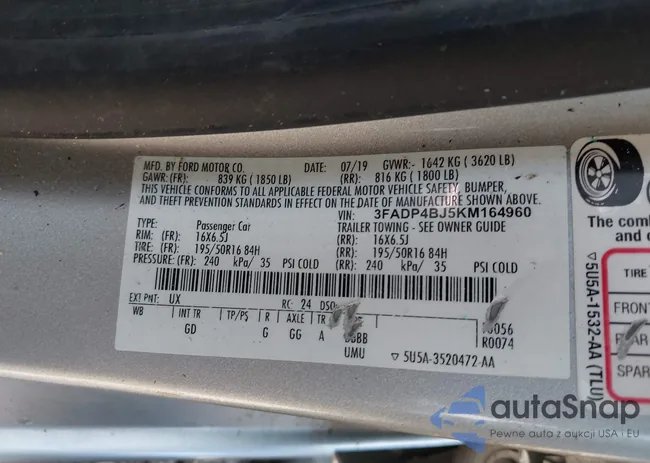 MFD. BY FORD MOTOR CO. DATE: 07/19 GVWR:- 1642 KG ( 3620 LB)
GAWR: (FR): 839 KG ( 1850 LB) (RR): 816 KG ( 1800 LB)
THIS VEHICLE CONFORMS TO ALL APPLICABLE FEDERAL MOTOR VEHICLE SAFETY, BUMPER,
AND THEFT PREVENTION STANDARDS IN EFFECT ON THE DATE OF MANUFACTURE SHOWN ABOVE.
VIN: 3FADP4BJ5KM164960
TYPE: Passenger Car TRAILER TOWING - SEE OWNER GUIDE
RIM: (FR) 16X6.5J (RR): 16X6.5J
TIRE: (FR) 195/50R16 84H (RR): 195/50R16 84H
PRESSURE: (FR) 240 kPa/ 35 PSI COLD (RR): 240 kPa/ 35 PSI COLD
EXT PNT: UX RC: 24 DSO:
WB INT TR TP/PS R AXLE TR
GD G GG A
UMU
R0074
▽ 5U5A-3520472-AA
The comb
and c
▽ 5U5A-1532-AA (TLU)
TIRE
FRONT
REAR
SPAR
autaSnap
Pewne auta z aukcji USA i EU